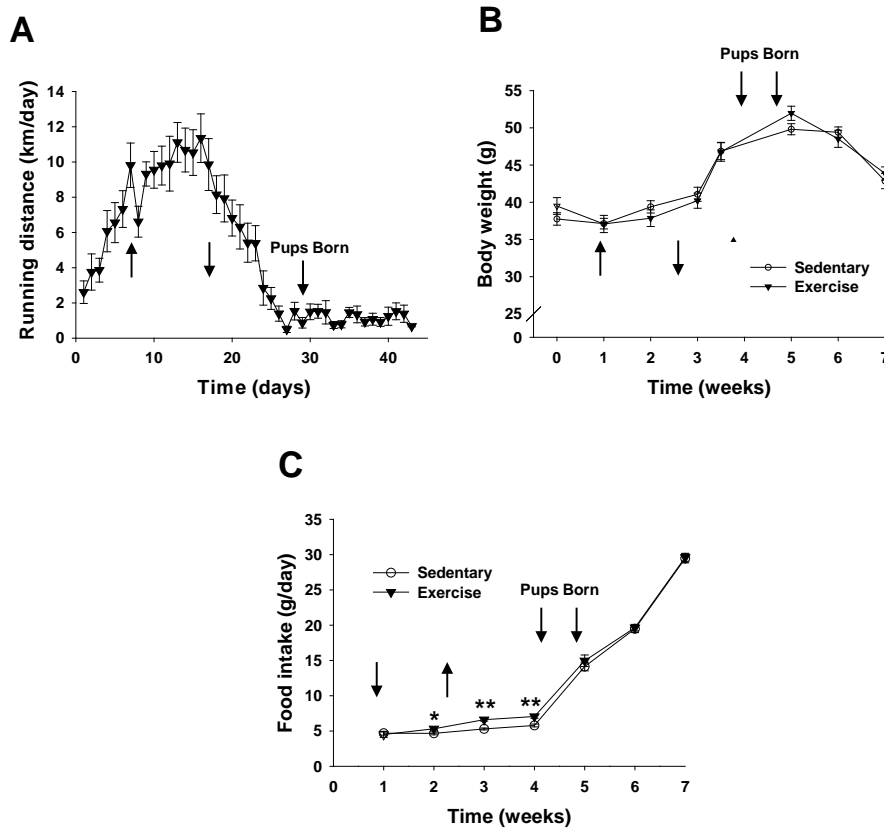 A
Running distance (km/day)
14
12
10
8
6
4
2
0
Pups Born
0 10 20 30 40
Time (days)
B
Pups Born
Body weight (g)
55
50
45
40
35
30
25
0
Sedentary
Exercise
0 1 2 3 4 5 6 7
Time (weeks)
C
Food intake (g/day)
35
30
25
20
15
10
5
0
Sedentary
Exercise
Pups Born
* ** **
1 2 3 4 5 6 7
Time (weeks)